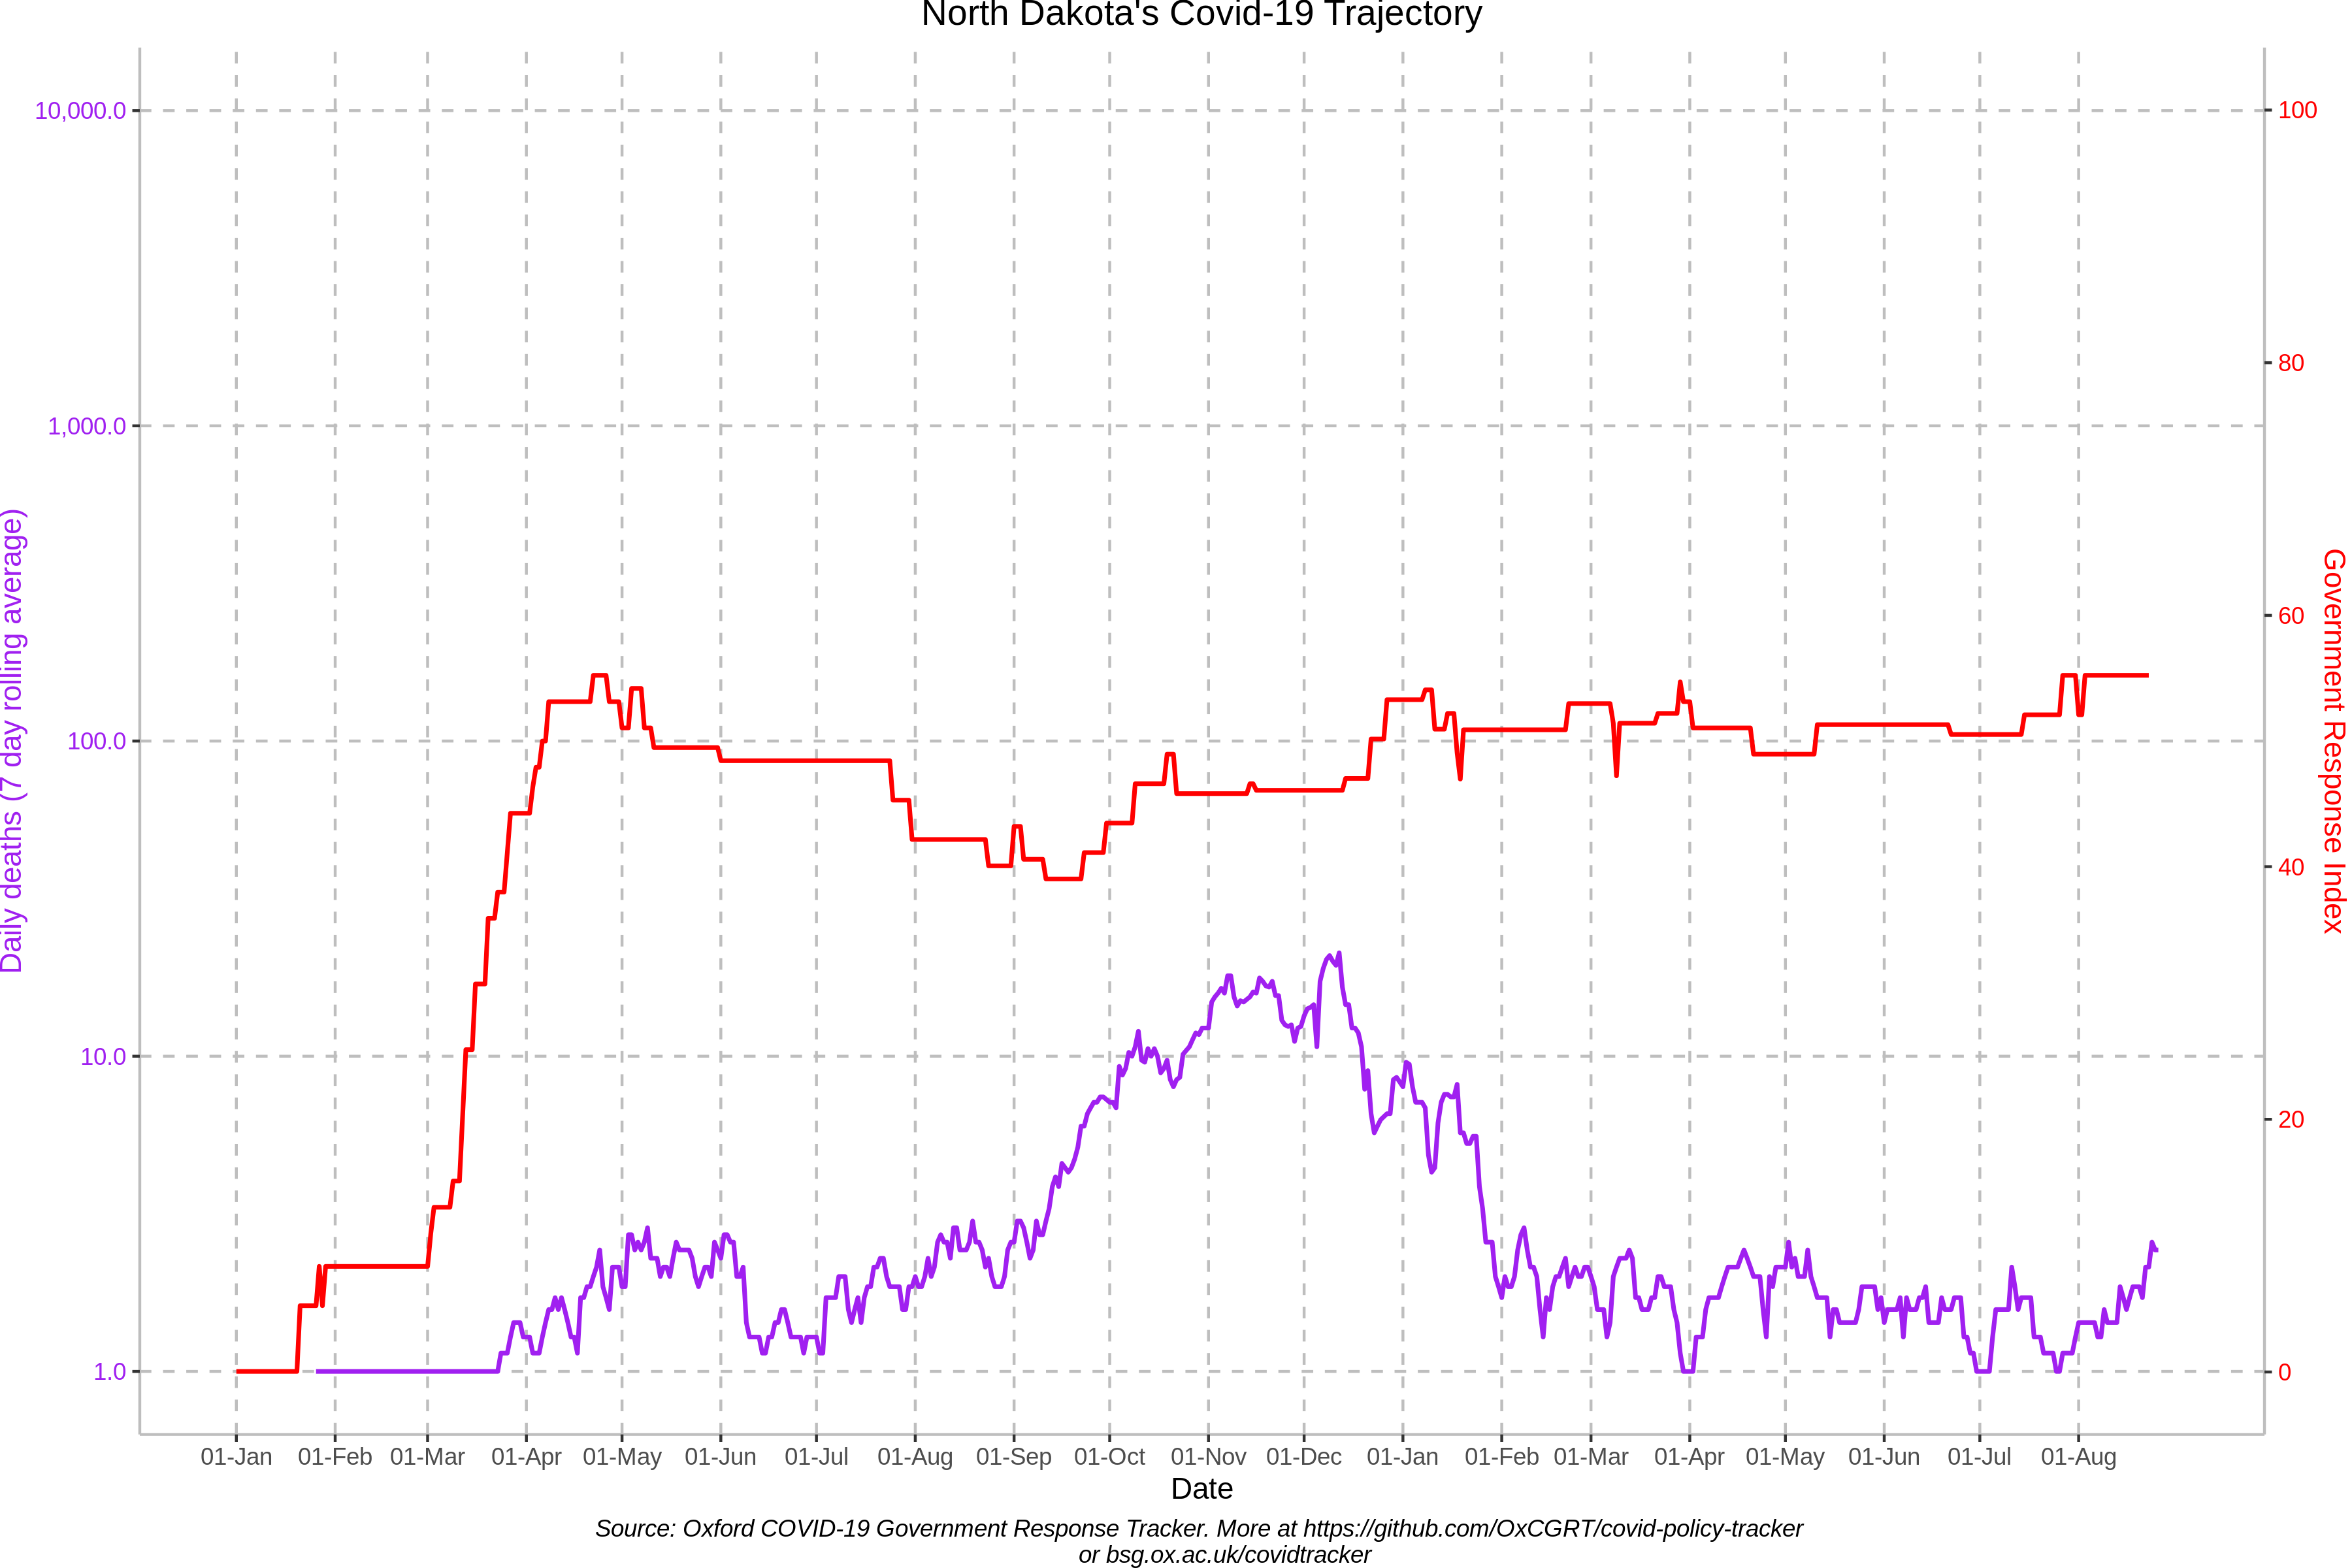 North Dakota's Covid-19 Trajectory
10,000.0
1,000.0
100.0
10.0
1.0
Daily deaths (7 day rolling average)
100
80
60
40
20
0
Government Response Index
01-Jan 01-Feb 01-Mar 01-Apr 01-May 01-Jun 01-Jul 01-Aug 01-Sep 01-Oct 01-Nov 01-Dec 01-Jan 01-Feb 01-Mar 01-Apr 01-May 01-Jun 01-Jul 01-Aug
Date
Source: Oxford COVID-19 Government Response Tracker. More at https://github.com/OxCGRT/covid-policy-tracker
or bsg.ox.ac.uk/covidtracker